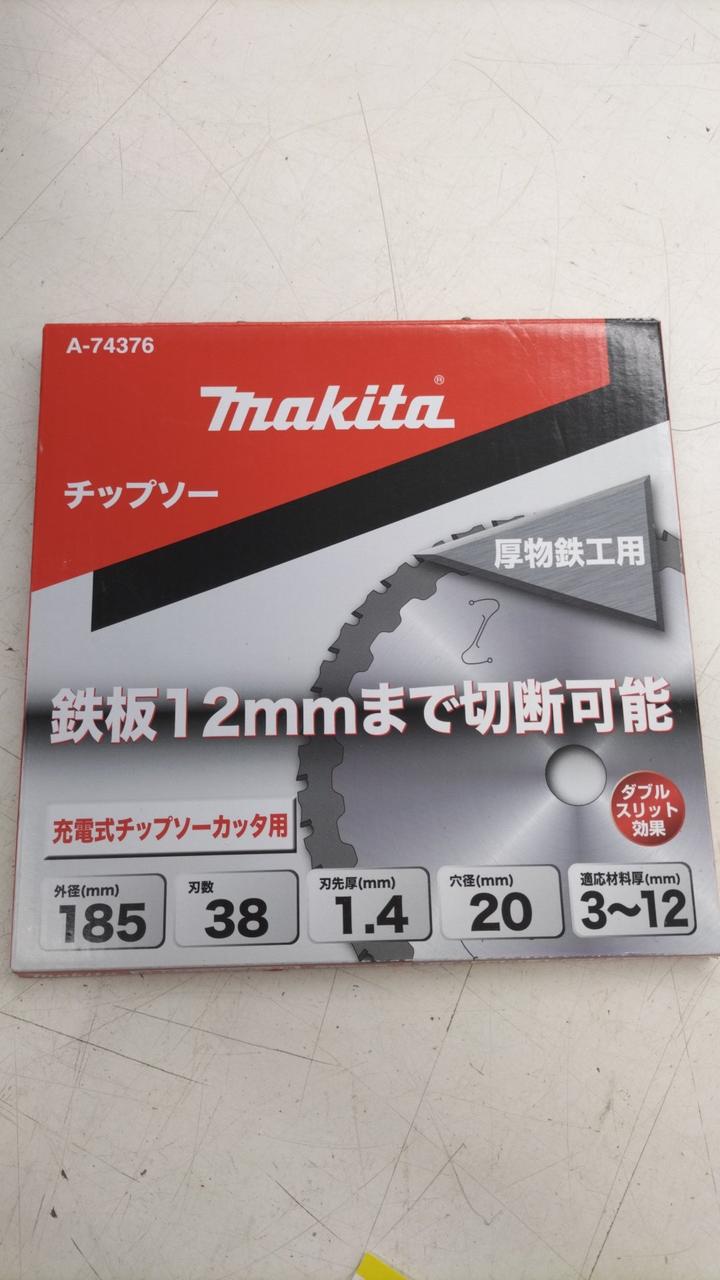 A-74376
makita®
チップソー
厚物鉄工用
鉄板12mmまで切断可能
充電式チップソーカッタ用
ダブル
スリット
効果
外径(mm)
185
刃数
38
刃先厚(mm)
1.4
穴径(mm)
20
適応材料厚(mm)
3〜12